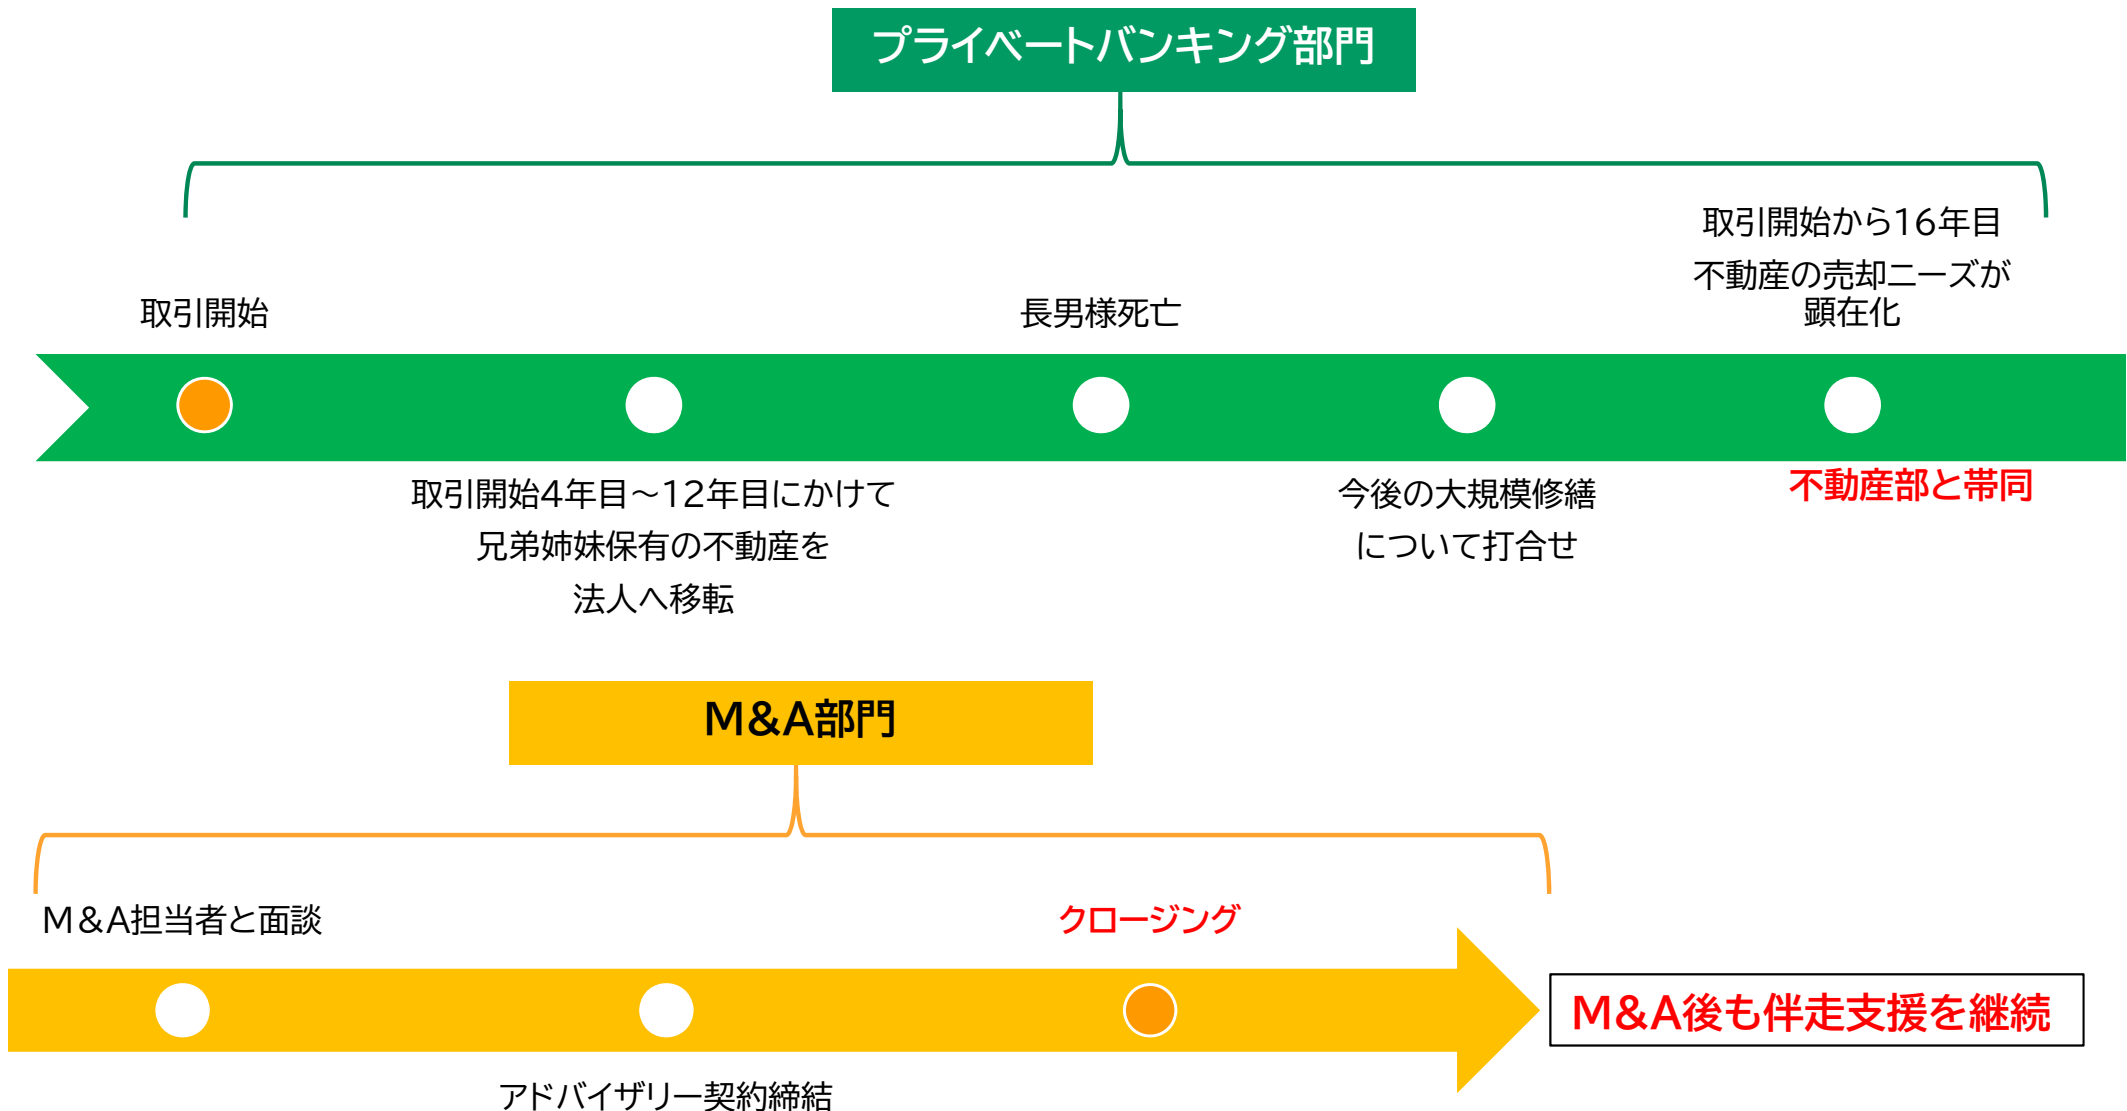 プライベートバンキング部門
取引開始から16年目
不動産の売却ニーズが
顕在化
取引開始
長男様死亡
取引開始4年目～12年目にかけて
兄弟姉妹保有の不動産を
法人へ移転
今後の大規模修繕
について打合せ
不動産部と帯同
M&A部門
M&A担当者と面談
クロージング
M&A後も伴走支援を継続
アドバイザリー契約締結